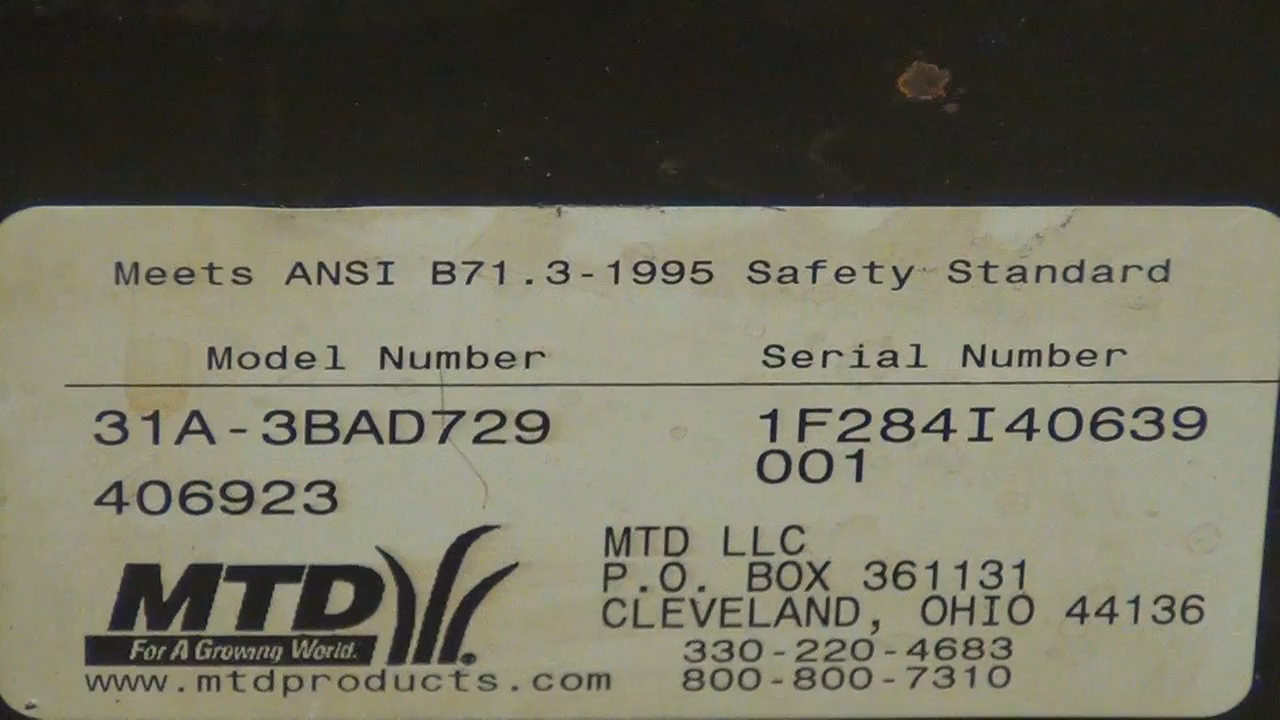 Meets ANSI B71.3-1995 Safety Standard
Model Number Serial Number
31A-3BAD729 1F284I40639
001
406923
MTD LLC
P.O. BOX 361131
CLEVELAND, OHIO 44136
330-220-4683
800-800-7310
MTD
For A Growing World.
www.mtdproducts.com